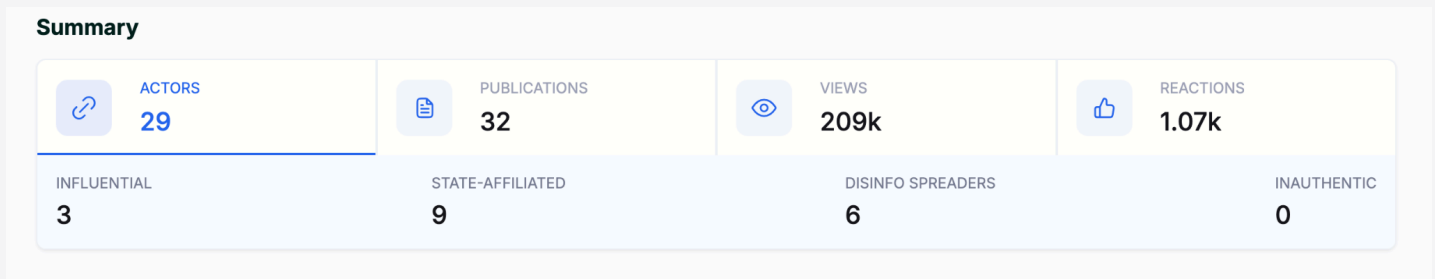 Summary
ACTORS
29
PUBLICATIONS
32
VIEWS
209k
REACTIONS
1.07k
INFLUENTIAL
3
STATE-AFFILIATED
9
DISINFO SPREADERS
6
INAUTHENTIC
0